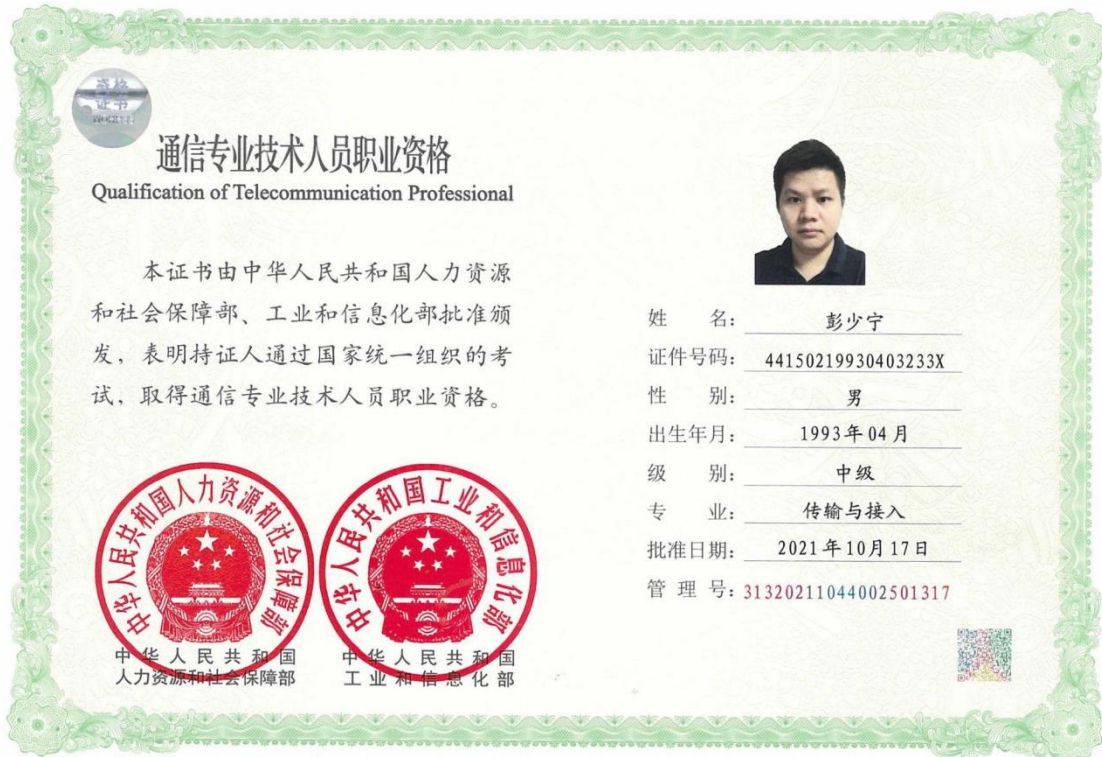 资格
证书
通信专业技术人员职业资格
Qualification of Telecommunication Professional
本证书由中华人民共和国人力资源
和社会保障部、工业和信息化部批准颁
发，表明持证人通过国家统一组织的考
试，取得通信专业技术人员职业资格。
中华人民共和国人力资源和社会保障部
中华人民共和国工业和信息化部
中华人民共和国
人力资源和社会保障部
中华人民共和国
工业和信息化部
姓名：彭少宁
证件号码：44150219930403233X
性别：男
出生年月：1993年04月
级别：中级
专业：传输与接入
批准日期：2021年10月17日
管理号：31320211044002501317